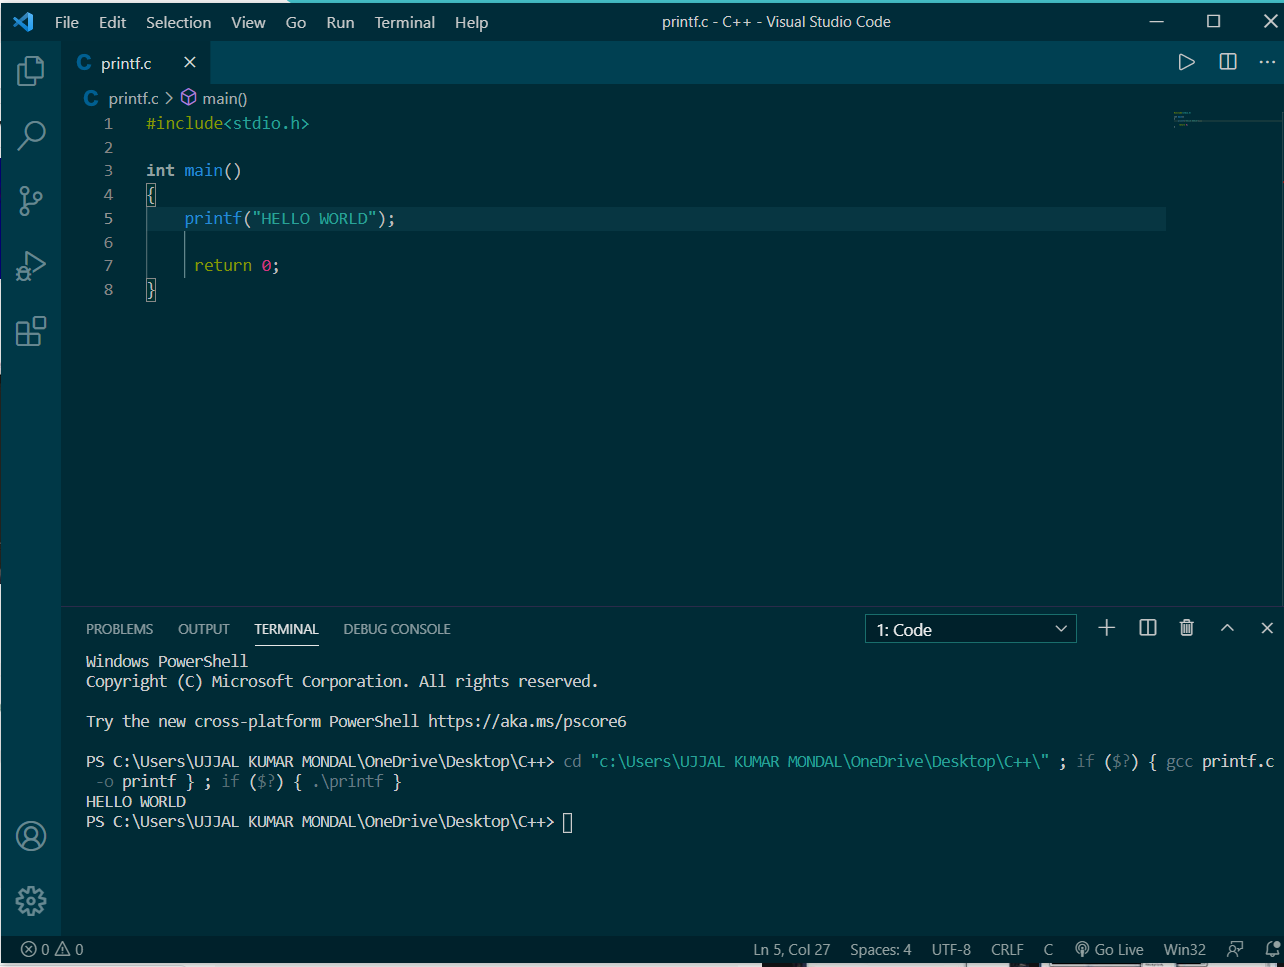 File Edit Selection View Go Run Terminal Help printf.c - C++ - Visual Studio Code
C printf.c
C printf.c > main()
1 #include<stdio.h>
2
3 int main()
4 {
5     printf("HELLO WORLD");
6
7      return 0;
8 }
PROBLEMS OUTPUT TERMINAL DEBUG CONSOLE 1: Code
Windows PowerShell
Copyright (C) Microsoft Corporation. All rights reserved.
Try the new cross-platform PowerShell https://aka.ms/pscore6
PS C:\Users\UJJAL KUMAR MONDAL\OneDrive\Desktop\C++> cd "c:\Users\UJJAL KUMAR MONDAL\OneDrive\Desktop\C++\" ; if ($?) { gcc printf.c
-o printf } ; if ($?) { .\printf }
HELLO WORLD
PS C:\Users\UJJAL KUMAR MONDAL\OneDrive\Desktop\C++>
0 0 Ln 5, Col 27 Spaces: 4 UTF-8 CRLF C Go Live Win32